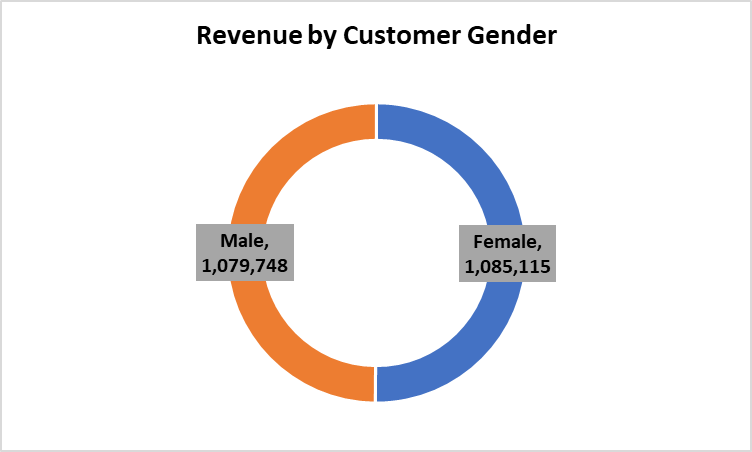 Revenue by Customer Gender
Male,
1,079,748
Female,
1,085,115